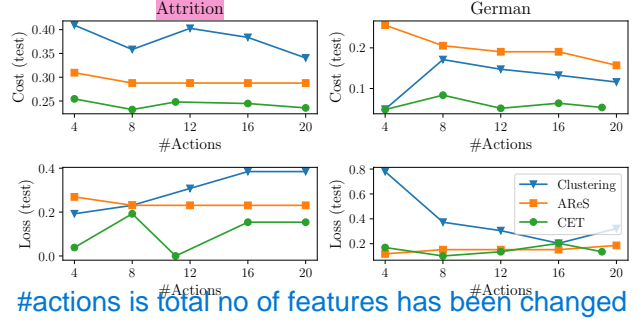 Attrition
German
0.40
0.35
0.30
0.25
Cost (test)
4 8 12 16 20
#Actions
0.2
0.1
Cost (test)
4 8 12 16 20
#Actions
0.4
0.2
0.0
Loss (test)
4 8 12 16 20
#Actions
0.8
0.6
0.4
0.2
Loss (test)
Clustering
AReS
CET
4 8 12 16 20
#Actions
#actions is total no of features has been changed